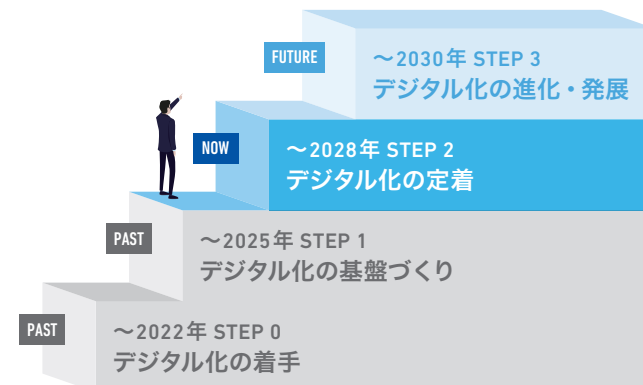 FUTURE
～2030年 STEP 3
デジタル化の進化・発展
NOW
～2028年 STEP 2
デジタル化の定着
PAST
～2025年 STEP 1
デジタル化の基盤づくり
PAST
～2022年 STEP 0
デジタル化の着手